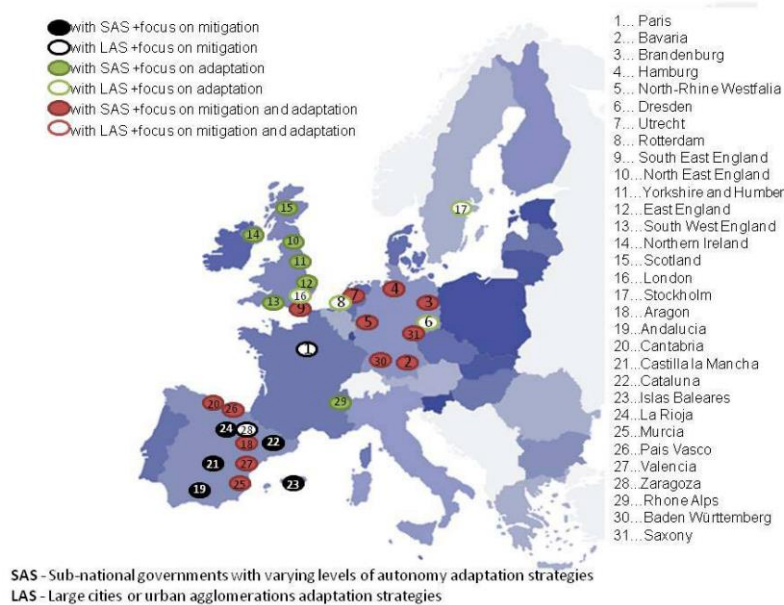 with SAS +focus on mitigation
with LAS +focus on mitigation
with SAS +focus on adaptation
with LAS +focus on adaptation
with SAS +focus on mitigation and adaptation
with LAS +focus on mitigation and adaptation
1... Paris
2... Bavaria
3... Brandenburg
4... Hamburg
5... North-Rhine Westfalia
6... Dresden
7... Utrecht
8... Rotterdam
9... South East England
10... North East England
11... Yorkshire and Humber
12... East England
13... South West England
14... Northern Ireland
15... Scotland
16... London
17... Stockholm
18... Aragon
19... Andalucia
20... Cantabria
21... Castilla la Mancha
22... Cataluna
23... Islas Baleares
24... La Rioja
25... Murcia
26... Pais Vasco
27... Valencia
28... Zaragoza
29... Rhone Alps
30... Baden Württemberg
31... Saxony
15
17
14
10
11
12
16
13
9
8
7
4
3
5
6
31
1
30
2
29
20
26
24
28
18
22
21
27
23
19
25
SAS - Sub-national governments with varying levels of autonomy adaptation strategies
LAS - Large cities or urban agglomerations adaptation strategies